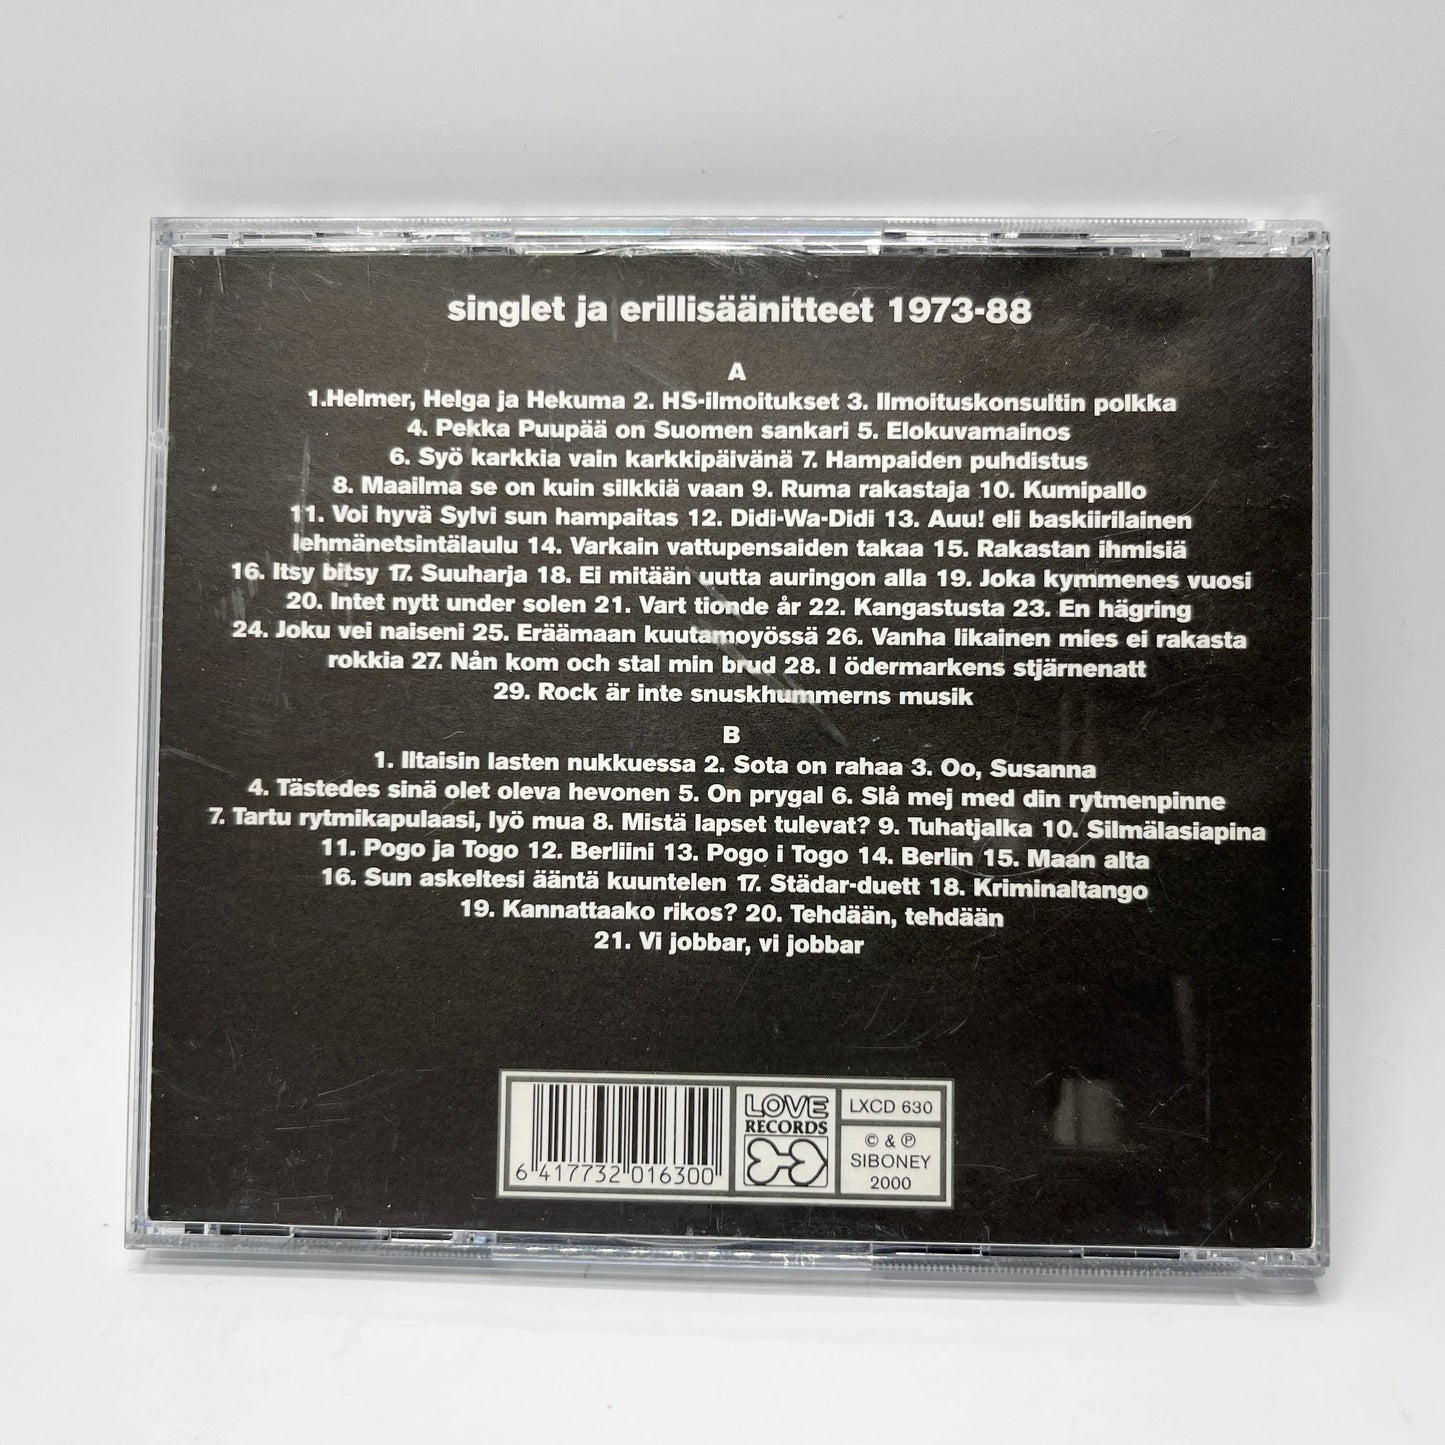 singlet ja erillisäänitteet 1973-88
A
1.Helmer, Helga ja Hekuma 2. HS-ilmoitukset 3. Ilmoituskonsultin polkka
4. Pekka Puupää on Suomen sankari 5. Elokuvamainos
6. Syö karkkia vain karkkipäivänä 7. Hampaiden puhdistus
8. Maailma se on kuin silkkiä vaan 9. Ruma rakastaja 10. Kumipallo
11. Voi hyvä Sylvi sun hampaitas 12. Didi-Wa-Didi 13. Auu! eli baskiirilainen
lehmänetsintälaulu 14. Varkain vattupensaiden takaa 15. Rakastan ihmisiä
16. Itsy bitsy 17. Suuharja 18. Ei mitään uutta auringon alla 19. Joka kymmenes vuosi
20. Intet nytt under solen 21. Vart tionde år 22. Kangastusta 23. En hägring
24. Joku vei naiseni 25. Eräämaan kuutamoyössä 26. Vanha likainen mies ei rakasta
rokkia 27. Nån kom och stal min brud 28. I ödermarkens stjärnenatt
29. Rock är inte snuskhummerns musik
B
1. Iltaisin lasten nukkuessa 2. Sota on rahaa 3. Oo, Susanna
4. Tästedes sinä olet oleva hevonen 5. On prygal 6. Slå mej med din rytmenpinne
7. Tartu rytmikapulaasi, lyö mua 8. Mistä lapset tulevat? 9. Tuhatjalka 10. Silmälasiapina
11. Pogo ja Togo 12. Berliini 13. Pogo i Togo 14. Berlin 15. Maan alta
16. Sun askeltesi ääntä kuuntelen 17. Städar-duett 18. Kriminaltango
19. Kannattaako rikos? 20. Tehdään, tehdään
21. Vi jobbar, vi jobbar
6 417732 016300
LOVE
RECORDS
LXCD 630
© & ℗
SIBONEY
2000